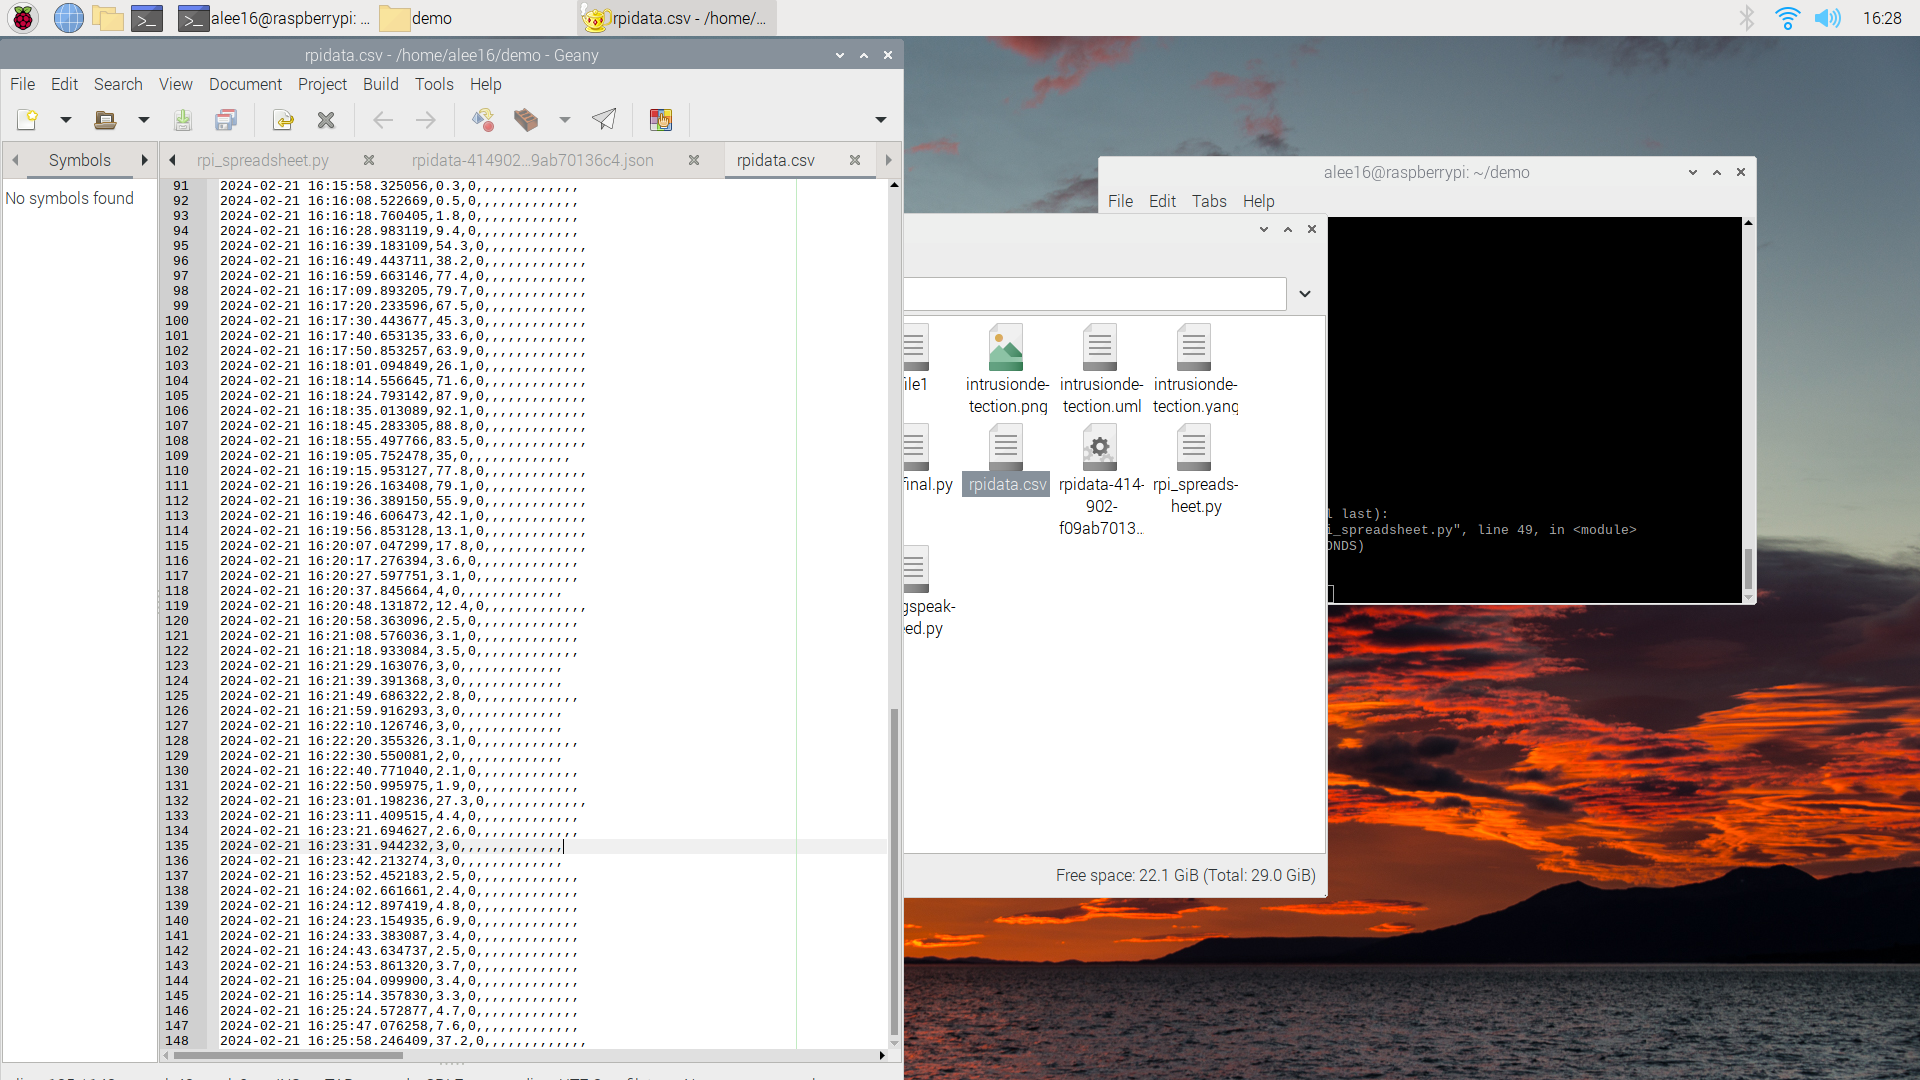 alee16@raspberrypi: ...
demo
rpidata.csv - /home/...
16:28
rpidata.csv - /home/alee16/demo - Geany
File Edit Search View Document Project Build Tools Help
Symbols
rpi_spreadsheet.py
rpidata-414902...9ab70136c4.json
rpidata.csv
No symbols found
91 2024-02-21 16:15:58.325056,0.3,0,,,,,,,,,,,,,
92 2024-02-21 16:16:08.522669,0.5,0,,,,,,,,,,,,,
93 2024-02-21 16:16:18.760405,1.8,0,,,,,,,,,,,,,
94 2024-02-21 16:16:28.983119,9.4,0,,,,,,,,,,,,,
95 2024-02-21 16:16:39.183109,54.3,0,,,,,,,,,,,,,
96 2024-02-21 16:16:49.443711,38.2,0,,,,,,,,,,,,,
97 2024-02-21 16:16:59.663146,77.4,0,,,,,,,,,,,,,
98 2024-02-21 16:17:09.893205,79.7,0,,,,,,,,,,,,,
99 2024-02-21 16:17:20.233596,67.5,0,,,,,,,,,,,,,
100 2024-02-21 16:17:30.443677,45.3,0,,,,,,,,,,,,,
101 2024-02-21 16:17:40.653135,33.6,0,,,,,,,,,,,,,
102 2024-02-21 16:17:50.853257,63.9,0,,,,,,,,,,,,,
103 2024-02-21 16:18:01.094849,26.1,0,,,,,,,,,,,,,
104 2024-02-21 16:18:14.556645,71.6,0,,,,,,,,,,,,,
105 2024-02-21 16:18:24.793142,87.9,0,,,,,,,,,,,,,
106 2024-02-21 16:18:35.013089,92.1,0,,,,,,,,,,,,,
107 2024-02-21 16:18:45.283305,88.8,0,,,,,,,,,,,,,
108 2024-02-21 16:18:55.497766,83.5,0,,,,,,,,,,,,,
109 2024-02-21 16:19:05.752478,35,0,,,,,,,,,,,,,
110 2024-02-21 16:19:15.953127,77.8,0,,,,,,,,,,,,,
111 2024-02-21 16:19:26.163408,79.1,0,,,,,,,,,,,,,
112 2024-02-21 16:19:36.389150,55.9,0,,,,,,,,,,,,,
113 2024-02-21 16:19:46.606473,42.1,0,,,,,,,,,,,,,
114 2024-02-21 16:19:56.853128,13.1,0,,,,,,,,,,,,,
115 2024-02-21 16:20:07.047299,17.8,0,,,,,,,,,,,,,
116 2024-02-21 16:20:17.276394,3.6,0,,,,,,,,,,,,,
117 2024-02-21 16:20:27.597751,3.1,0,,,,,,,,,,,,,
118 2024-02-21 16:20:37.845664,4,0,,,,,,,,,,,,,
119 2024-02-21 16:20:48.131872,12.4,0,,,,,,,,,,,,,
120 2024-02-21 16:20:58.363096,2.5,0,,,,,,,,,,,,,
121 2024-02-21 16:21:08.576036,3.1,0,,,,,,,,,,,,,
122 2024-02-21 16:21:18.933084,3.5,0,,,,,,,,,,,,,
123 2024-02-21 16:21:29.163076,3,0,,,,,,,,,,,,,
124 2024-02-21 16:21:39.391368,3,0,,,,,,,,,,,,,
125 2024-02-21 16:21:49.686322,2.8,0,,,,,,,,,,,,,
126 2024-02-21 16:21:59.916293,3,0,,,,,,,,,,,,,
127 2024-02-21 16:22:10.126746,3,0,,,,,,,,,,,,,
128 2024-02-21 16:22:20.355326,3.1,0,,,,,,,,,,,,,
129 2024-02-21 16:22:30.550081,2,0,,,,,,,,,,,,,
130 2024-02-21 16:22:40.771040,2.1,0,,,,,,,,,,,,,
131 2024-02-21 16:22:50.995975,1.9,0,,,,,,,,,,,,,
132 2024-02-21 16:23:01.198236,27.3,0,,,,,,,,,,,,,
133 2024-02-21 16:23:11.409515,4.4,0,,,,,,,,,,,,,
134 2024-02-21 16:23:21.694627,2.6,0,,,,,,,,,,,,,
135 2024-02-21 16:23:31.944232,3,0,,,,,,,,,,,,,
136 2024-02-21 16:23:42.213274,3,0,,,,,,,,,,,,,
137 2024-02-21 16:23:52.452183,2.5,0,,,,,,,,,,,,,
138 2024-02-21 16:24:02.661661,2.4,0,,,,,,,,,,,,,
139 2024-02-21 16:24:12.897419,4.8,0,,,,,,,,,,,,,
140 2024-02-21 16:24:23.154935,6.9,0,,,,,,,,,,,,,
141 2024-02-21 16:24:33.383087,3.4,0,,,,,,,,,,,,,
142 2024-02-21 16:24:43.634737,2.5,0,,,,,,,,,,,,,
143 2024-02-21 16:24:53.861320,3.7,0,,,,,,,,,,,,,
144 2024-02-21 16:25:04.099900,3.4,0,,,,,,,,,,,,,
145 2024-02-21 16:25:14.357830,3.3,0,,,,,,,,,,,,,
146 2024-02-21 16:25:24.572877,4.7,0,,,,,,,,,,,,,
147 2024-02-21 16:25:47.076258,7.6,0,,,,,,,,,,,,,
148 2024-02-21 16:25:58.246409,37.2,0,,,,,,,,,,,,,
alee16@raspberrypi: ~/demo
File Edit Tabs Help
l last):
i_spreadsheet.py", line 49, in <module>
ONDS)
ile1
intrusionde-
tection.png
intrusionde-
tection.uml
intrusionde-
tection.yang
final.py
rpidata.csv
rpidata-414-
902-
f09ab7013...
rpi_spreads-
heet.py
gspeak-
eed.py
Free space: 22.1 GiB (Total: 29.0 GiB)